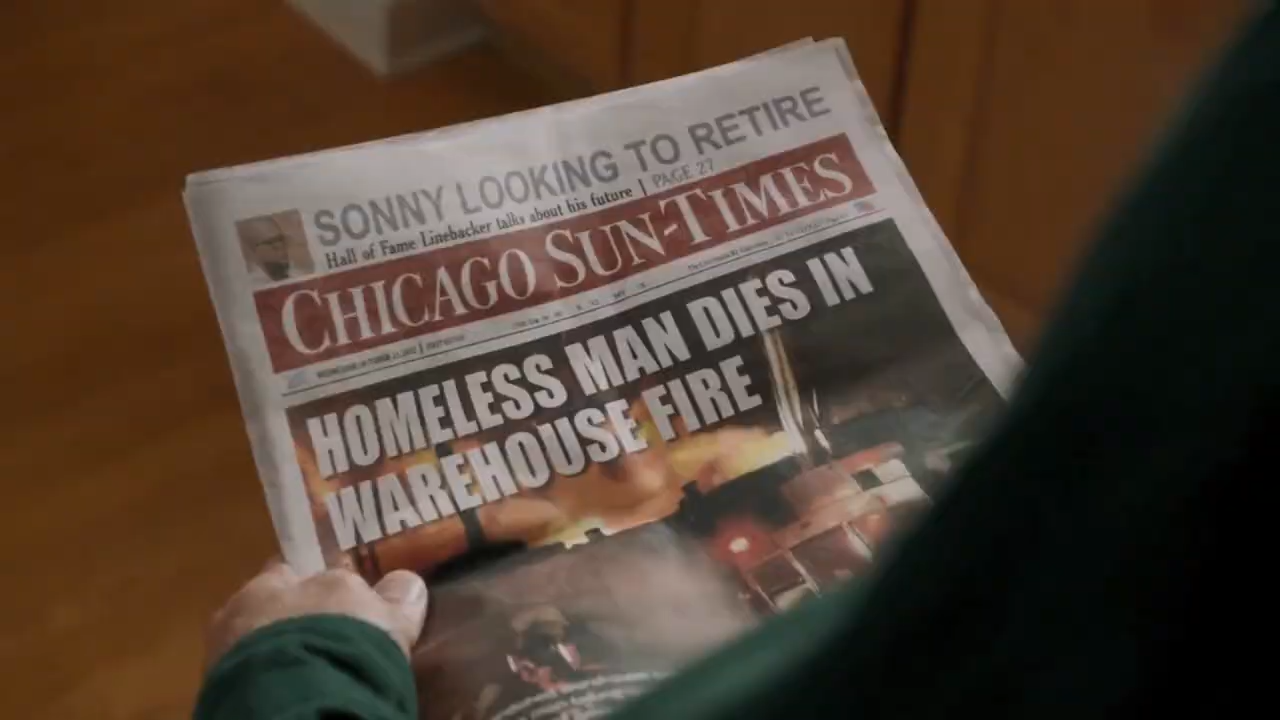 SONNY LOOKING TO RETIRE
Hall of Fame Linebacker talks about his future | PAGE 27
CHICAGO SUN-TIMES
HOMELESS MAN DIES IN
WAREHOUSE FIRE